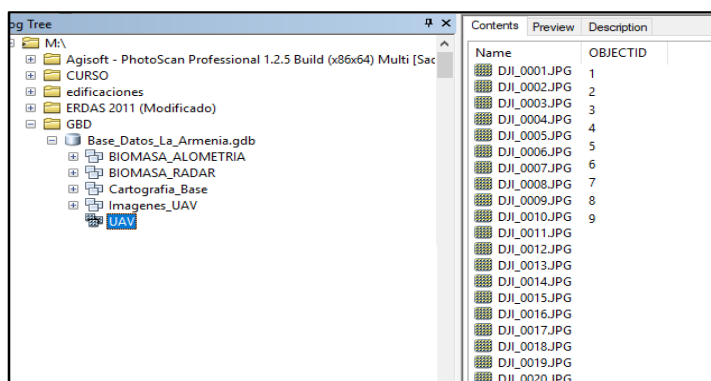 og Tree
M:\
Agisoft - PhotoScan Professional 1.2.5 Build (x86x64) Multi [Sac
CURSO
edificaciones
ERDAS 2011 (Modificado)
GBD
Base_Datos_La_Armenia.gdb
BIOMASA_ALOMETRIA
BIOMASA_RADAR
Cartografia_Base
Imagenes_UAV
UAV
Contents Preview Description
Name OBJECTID
DJI_0001.JPG 1
DJI_0002.JPG 2
DJI_0003.JPG 3
DJI_0004.JPG 4
DJI_0005.JPG 5
DJI_0006.JPG 6
DJI_0007.JPG 7
DJI_0008.JPG 8
DJI_0009.JPG 9
DJI_0010.JPG
DJI_0011.JPG
DJI_0012.JPG
DJI_0013.JPG
DJI_0014.JPG
DJI_0015.JPG
DJI_0016.JPG
DJI_0017.JPG
DJI_0018.JPG
DJI_0019.JPG
DJI_0020.JPG